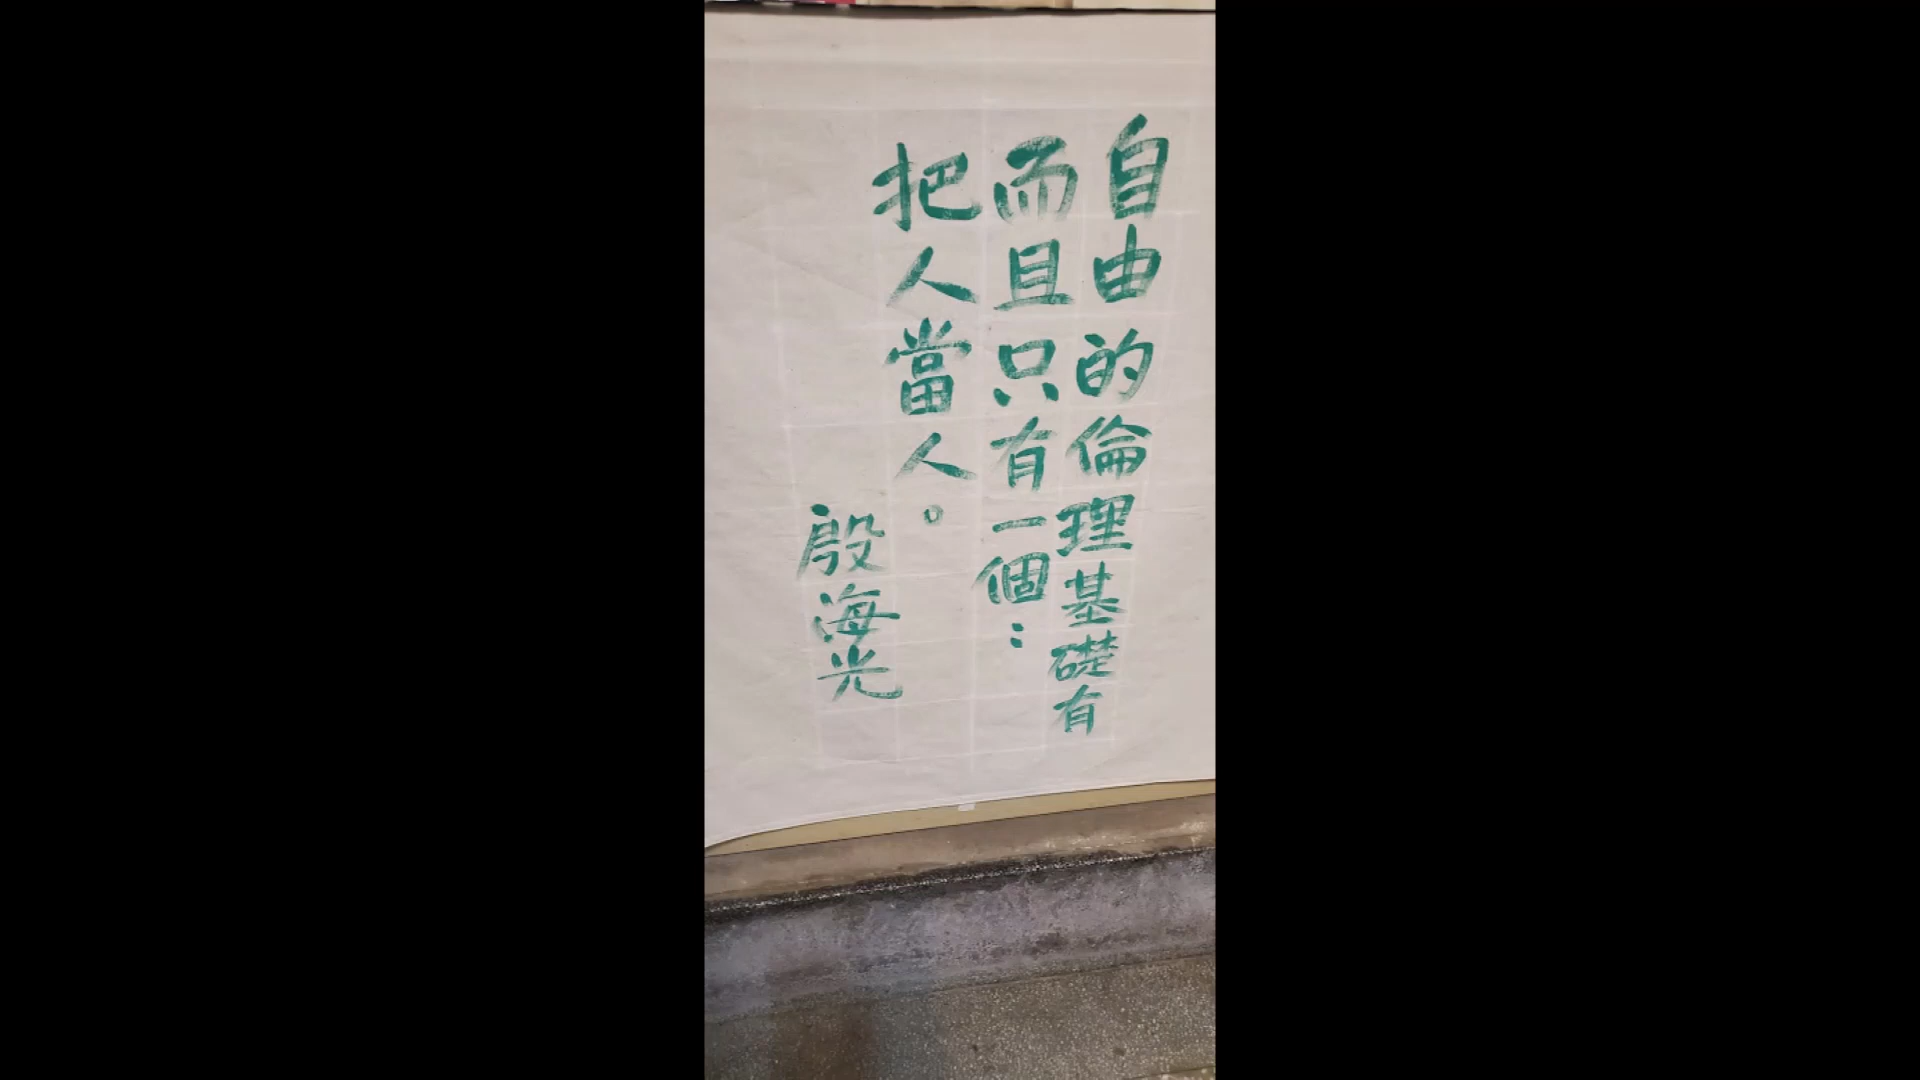 自由的倫理基礎有
而且只有一個：
把人當人。
殷海光